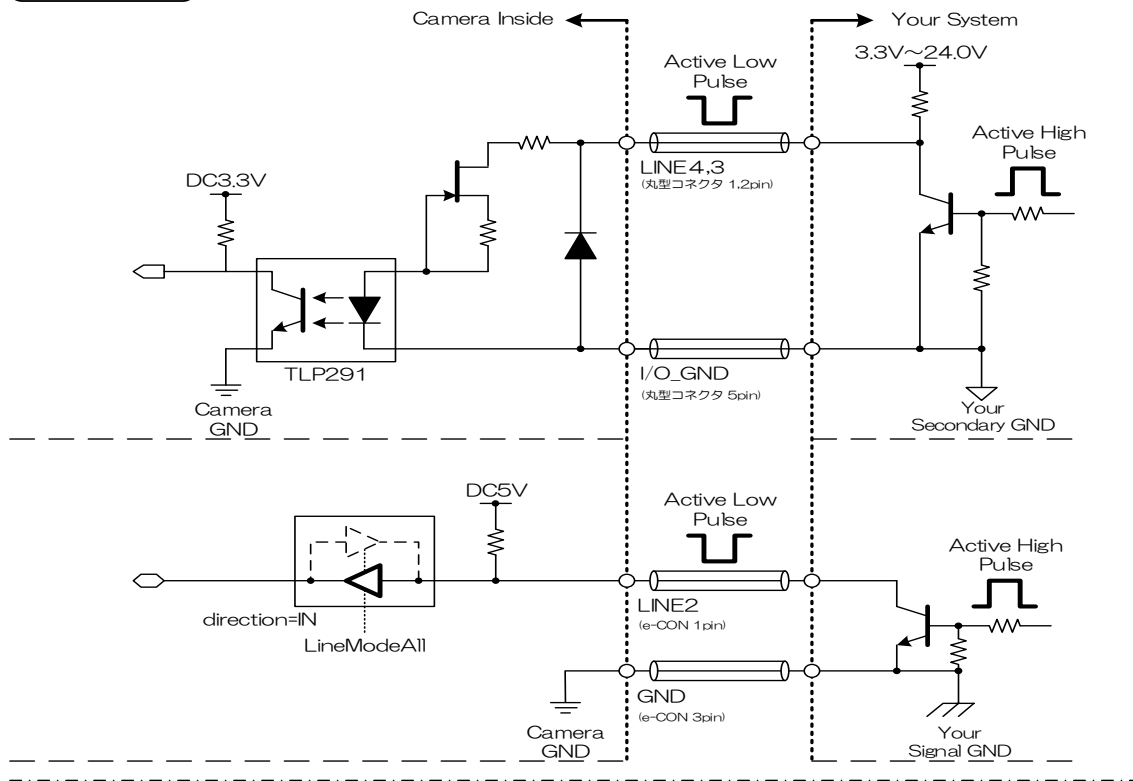 Camera Inside
Your System
3.3V～24.0V
Active Low
Pulse
Active High
Pulse
LINE4,3
(丸型コネクタ 1,2pin)
DC3.3V
TLP291
I/O_GND
(丸型コネクタ 5pin)
Camera
GND
Your
Secondary GND
DC5V
Active Low
Pulse
Active High
Pulse
direction=IN
LineModeAll
LINE2
(e-CON 1pin)
GND
(e-CON 3pin)
Camera
GND
Your
Signal GND